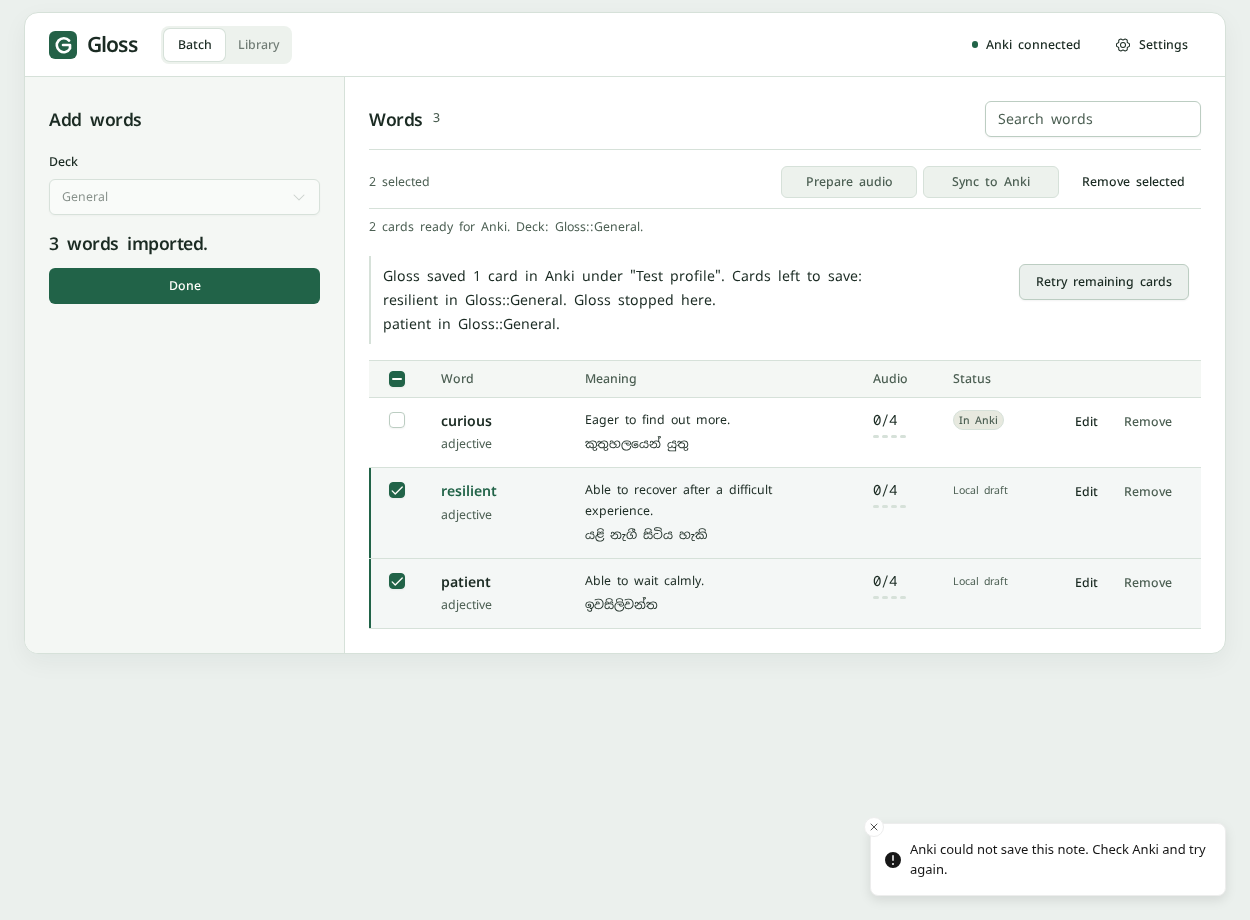 Gloss
Batch
Library
Anki connected
Settings
Add words
Deck
General
3 words imported.
Done
Words 3
Search words
2 selected
Prepare audio
Sync to Anki
Remove selected
2 cards ready for Anki. Deck: Gloss::General.
Gloss saved 1 card in Anki under "Test profile". Cards left to save:
resilient in Gloss::General. Gloss stopped here.
patient in Gloss::General.
Retry remaining cards
Word Meaning Audio Status
curious Eager to find out more. 0/4 In Anki Edit Remove
adjective කුතුහලයෙන් යුතු
resilient Able to recover after a difficult 0/4 Local draft Edit Remove
adjective experience.
යළි නැගී සිටිය හැකි
patient Able to wait calmly. 0/4 Local draft Edit Remove
adjective ඉවසිලිවන්ත
Anki could not save this note. Check Anki and try
again.